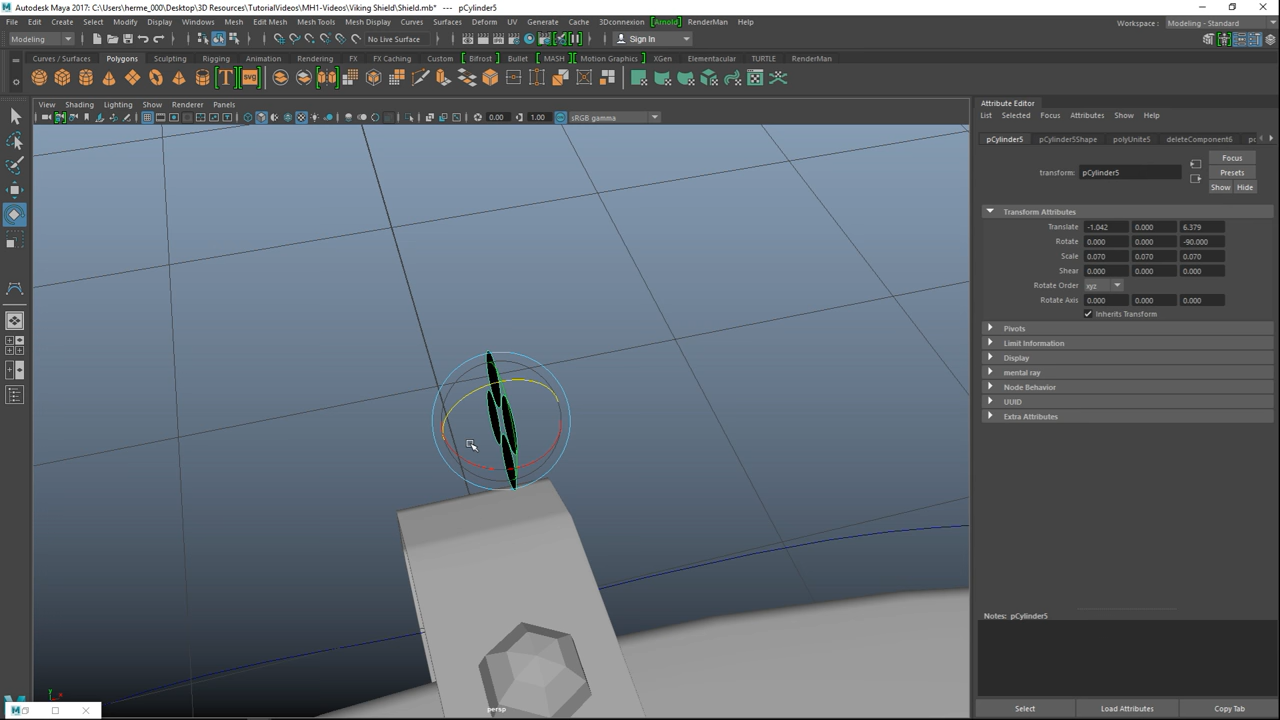 Autodesk Maya 2017: C:\Users\herme_000\Desktop\3D Resources\TutorialVideos\MH1-Videos\Viking Shield\Shield.mb* --- pCylinder5
File Edit Create Select Modify Display Windows Mesh Edit Mesh Mesh Tools Mesh Display Curves Surfaces Deform UV Generate Cache 3Dconnexion [Arnold] RenderMan Help
Workspace : Modeling - Standard
Modeling No Live Surface Sign In
Curves / Surfaces Polygons Sculpting Rigging Animation Rendering FX FX Caching Custom Bifrost Bullet MASH Motion Graphics XGen Elementacular TURTLE RenderMan
T svg
View Shading Lighting Show Renderer Panels
0.00 1.00 sRGB gamma
Attribute Editor
List Selected Focus Attributes Show Help
pCylinder5 pCylinder5Shape polyUnite5 deleteComponent6
Focus
transform: pCylinder5 Presets
Show Hide
Transform Attributes
Translate -1.042 0.000 6.379
Rotate 0.000 0.000 -90.000
Scale 0.070 0.070 0.070
Shear 0.000 0.000 0.000
Rotate Order xyz
Rotate Axis 0.000 0.000 0.000
Inherits Transform
Pivots
Limit Information
Display
mental ray
Node Behavior
UUID
Extra Attributes
Notes: pCylinder5
Select Load Attributes Copy Tab
y x
persp